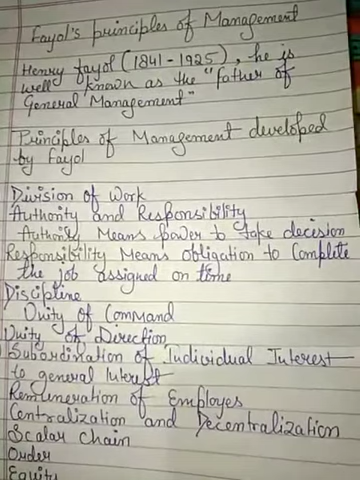 Fayol's principles of Management
Henry fayol (1841-1925), he is
well known as the "father of
General Management"
Principles of Management developed
by Fayol
Division of Work
Authority and Responsibility
Authority Means power to take decision
Responsibility Means obligation to Complete
the job assigned on time
Discipline
Unity of Command
Unity of Direction
Subordination of Individual Interest
to general Interest
Remuneration of Employes
Centralization and Decentralization
Scalar Chain
Order
Equity